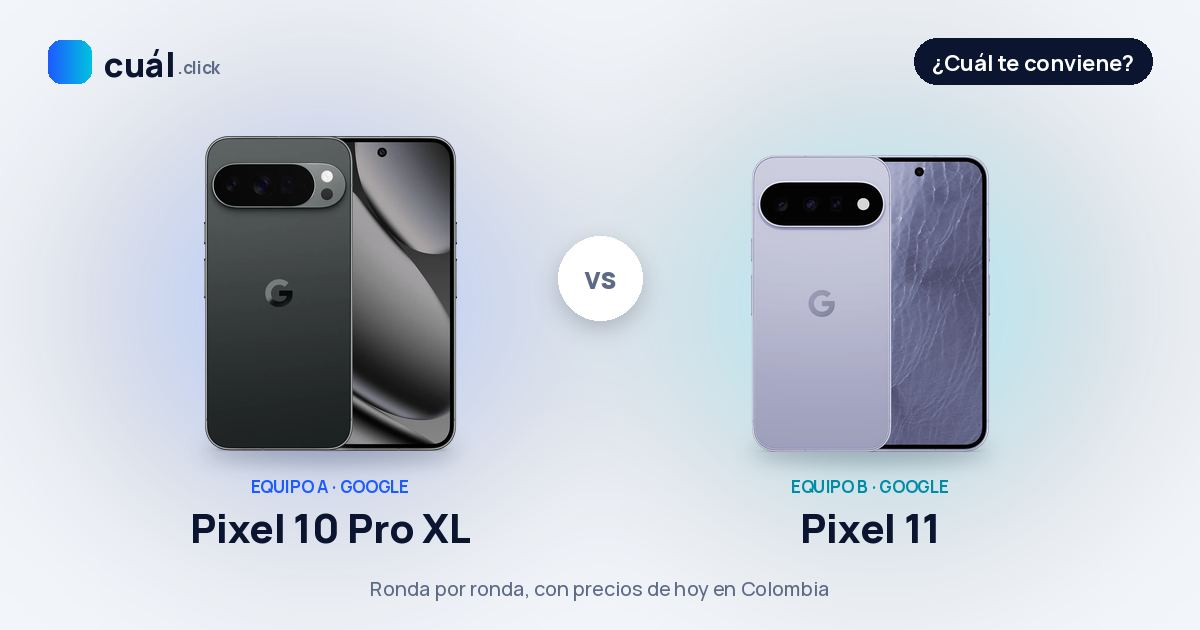 cuál.click
¿Cuál te conviene?
VS
EQUIPO A · GOOGLE
Pixel 10 Pro XL
EQUIPO B · GOOGLE
Pixel 11
Ronda por ronda, con precios de hoy en Colombia